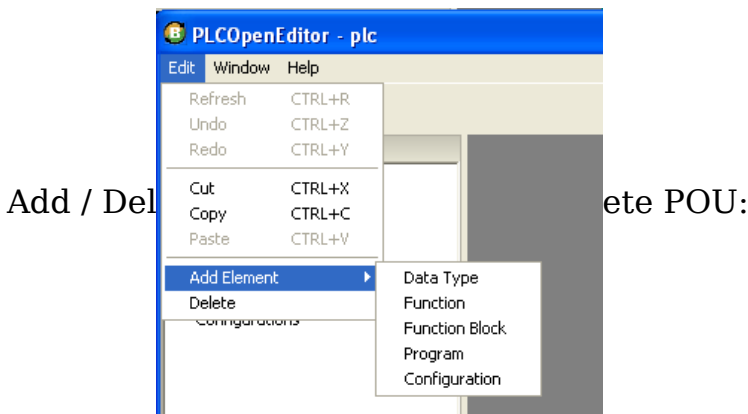 PLCOpenEditor - plc
Edit Window Help
Refresh CTRL+R
Undo CTRL+Z
Redo CTRL+Y
Cut CTRL+X
Add / Del ete POU:
Copy CTRL+C
Paste CTRL+V
Add Element Data Type
Delete Function
Configurations Function Block
Program
Configuration